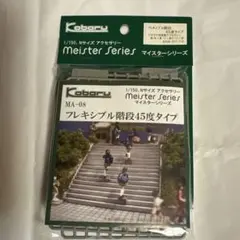 Kobaru
1/150, Nサイズ アクセサリー
Meister Series
マイスターシリーズ
Kobaru
1/150, Nサイズ アクセサリー
Meister Series
マイスターシリーズ
MA-08
フレキシブル階段45度タイプ